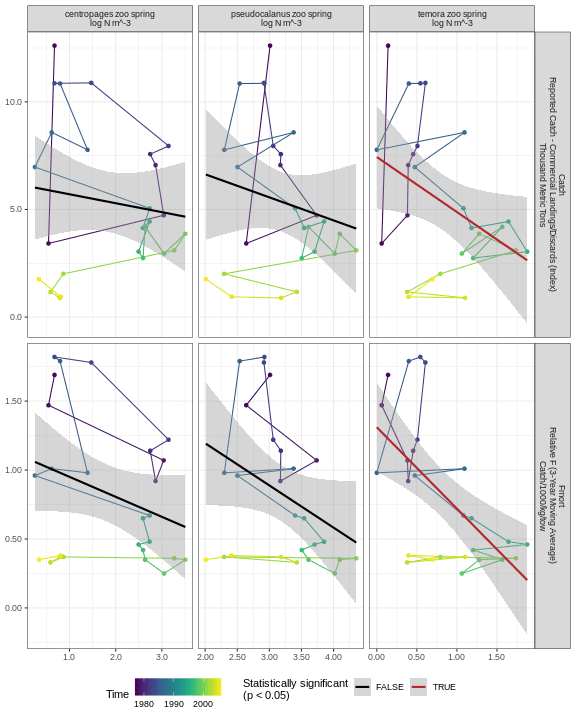 centropages zoo spring
log N m^-3
pseudocalanus zoo spring
log N m^-3
temora zoo spring
log N m^-3
10.0
5.0
0.0
Catch
Reported Catch - Commercial Landings/Discards (Index)
Thousand Metric Tons
1.50
1.00
0.50
0.00
Fmort
Relative F (3-Year Moving Average)
Catch/1000/kg/tow
1.0
2.0
3.0
2.00
2.50
3.00
3.50
4.00
0.00
0.50
1.00
1.50
Time
1980
1990
2000
Statistically significant
(p < 0.05)
FALSE
TRUE